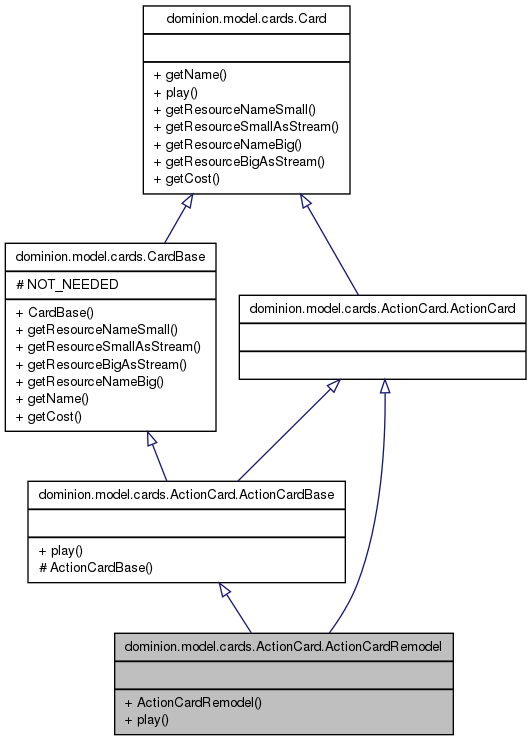 dominion.model.cards.Card
+ getName()
+ play()
+ getResourceNameSmall()
+ getResourceSmallAsStream()
+ getResourceNameBig()
+ getResourceBigAsStream()
+ getCost()
dominion.model.cards.CardBase
# NOT_NEEDED
+ CardBase()
+ getResourceNameSmall()
+ getResourceSmallAsStream()
+ getResourceBigAsStream()
+ getResourceNameBig()
+ getName()
+ getCost()
dominion.model.cards.ActionCard.ActionCard
dominion.model.cards.ActionCard.ActionCardBase
+ play()
# ActionCardBase()
dominion.model.cards.ActionCard.ActionCardRemodel
+ ActionCardRemodel()
+ play()